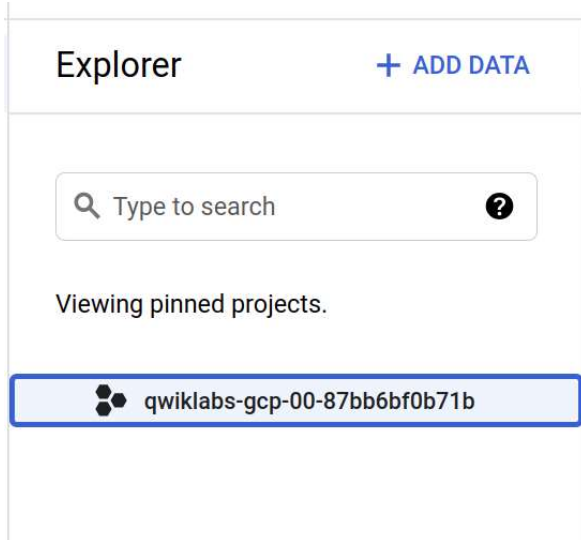 Explorer
+ ADD DATA
Type to search
Viewing pinned projects.
qwiklabs-gcp-00-87bb6bf0b71b